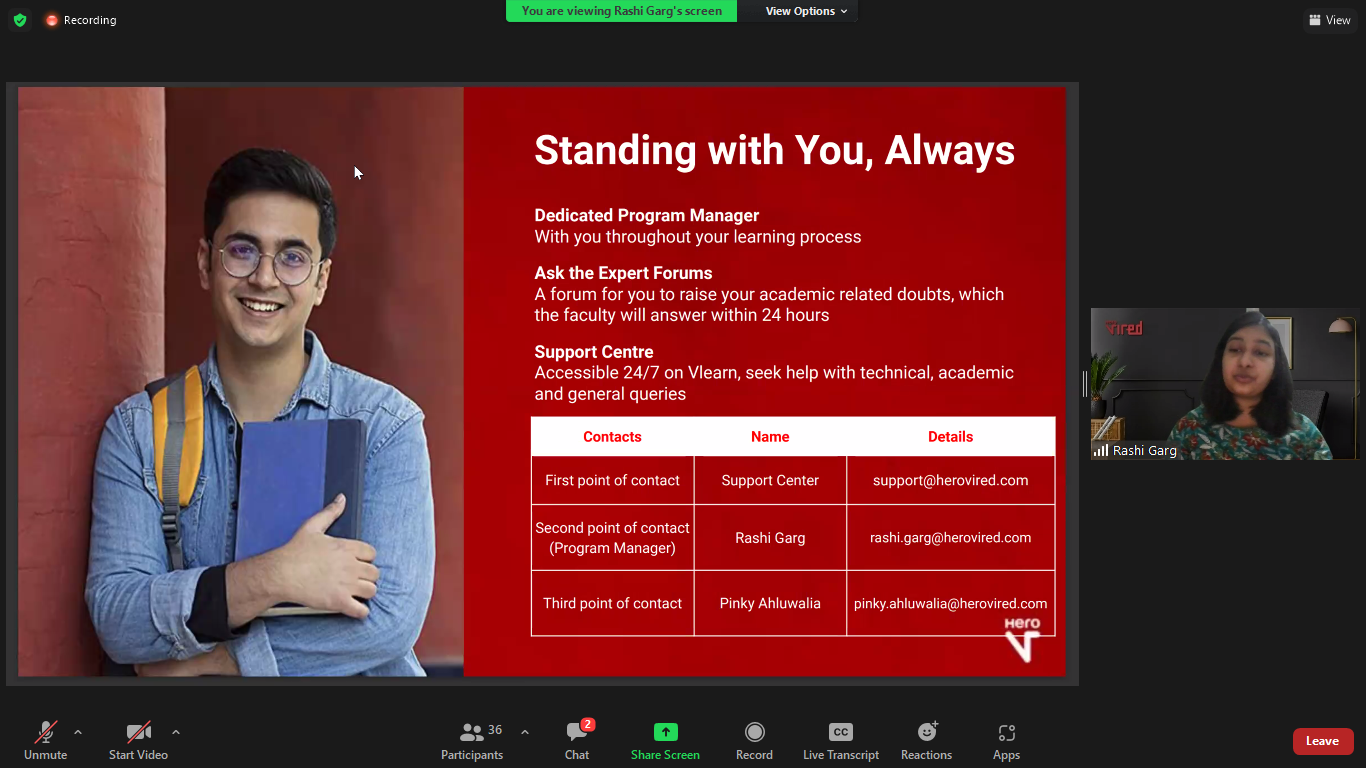 Recording
You are viewing Rashi Garg's screen
View Options
View
Standing with You, Always
Dedicated Program Manager
With you throughout your learning process
Ask the Expert Forums
A forum for you to raise your academic related doubts, which
the faculty will answer within 24 hours
Support Centre
Accessible 24/7 on Vlearn, seek help with technical, academic
and general queries
Contacts Name Details
First point of contact Support Center support@herovired.com
Second point of contact
(Program Manager) Rashi Garg rashi.garg@herovired.com
Third point of contact Pinky Ahluwalia pinky.ahluwalia@herovired.com
Hero
V
ired
Rashi Garg
Unmute
Start Video
36
Participants
2
Chat
Share Screen
Record
CC
Live Transcript
Reactions
Apps
Leave